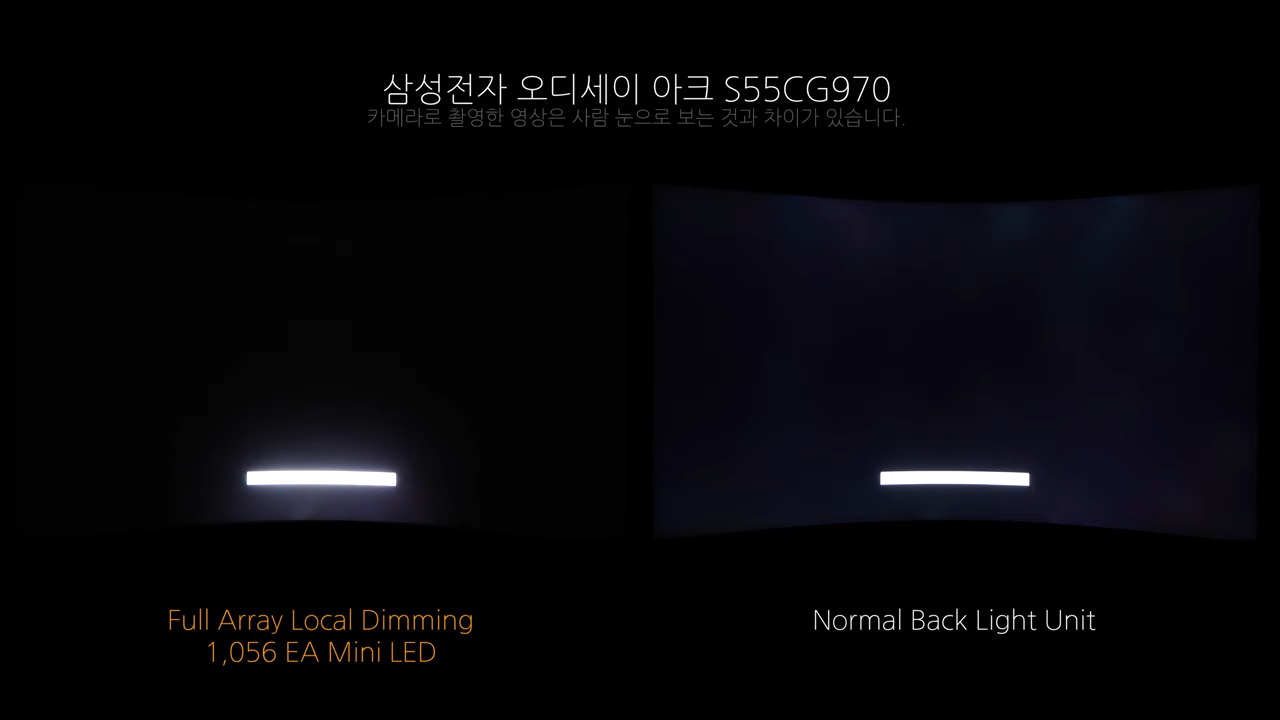 삼성전자 오디세이 아크 S55CG970
카메라로 촬영한 영상은 사람 눈으로 보는 것과 차이가 있습니다.
Full Array Local Dimming
1,056 EA Mini LED
Normal Back Light Unit